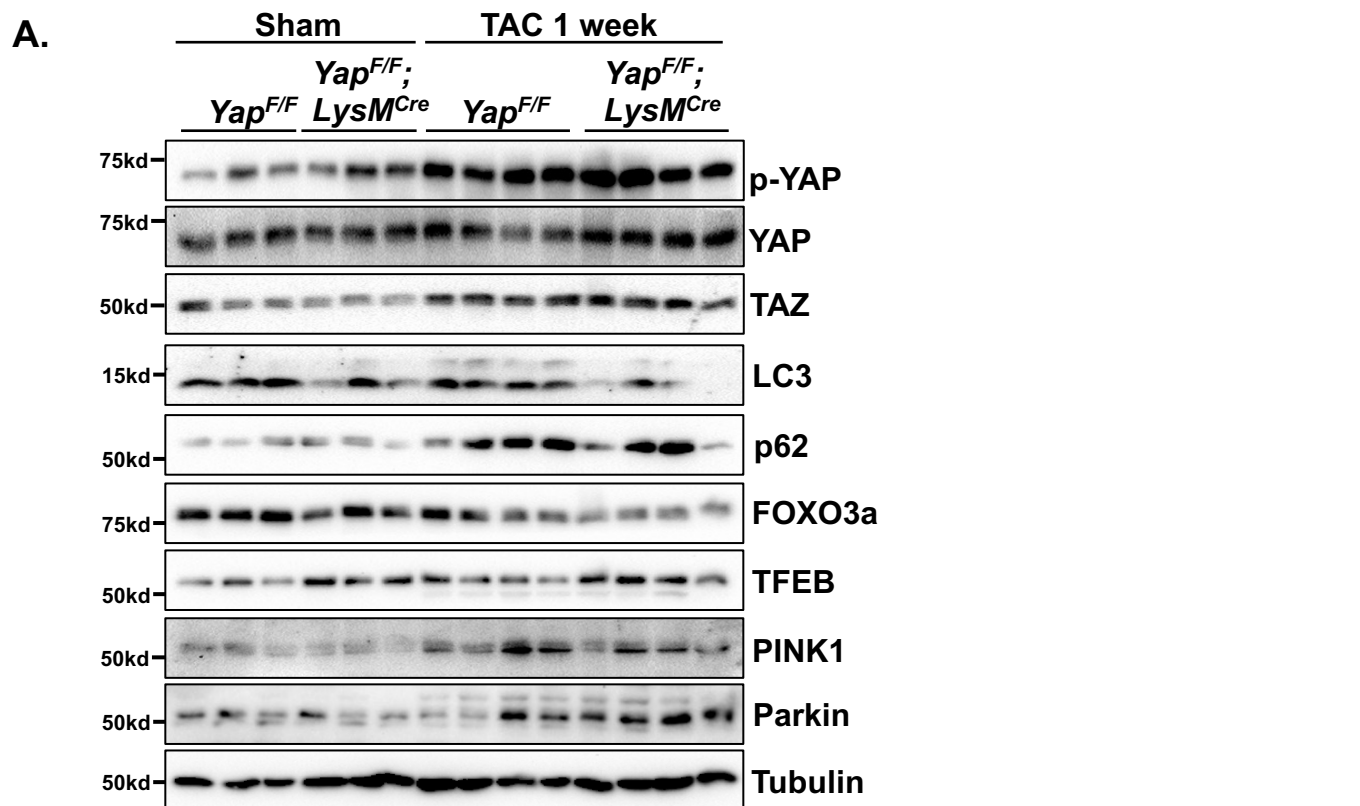 A.
Sham TAC 1 week
Yap^F/F Yap^F/F; LysM^Cre Yap^F/F Yap^F/F; LysM^Cre
75kd p-YAP
75kd YAP
50kd TAZ
15kd LC3
50kd p62
75kd FOXO3a
50kd TFEB
50kd PINK1
50kd Parkin
50kd Tubulin